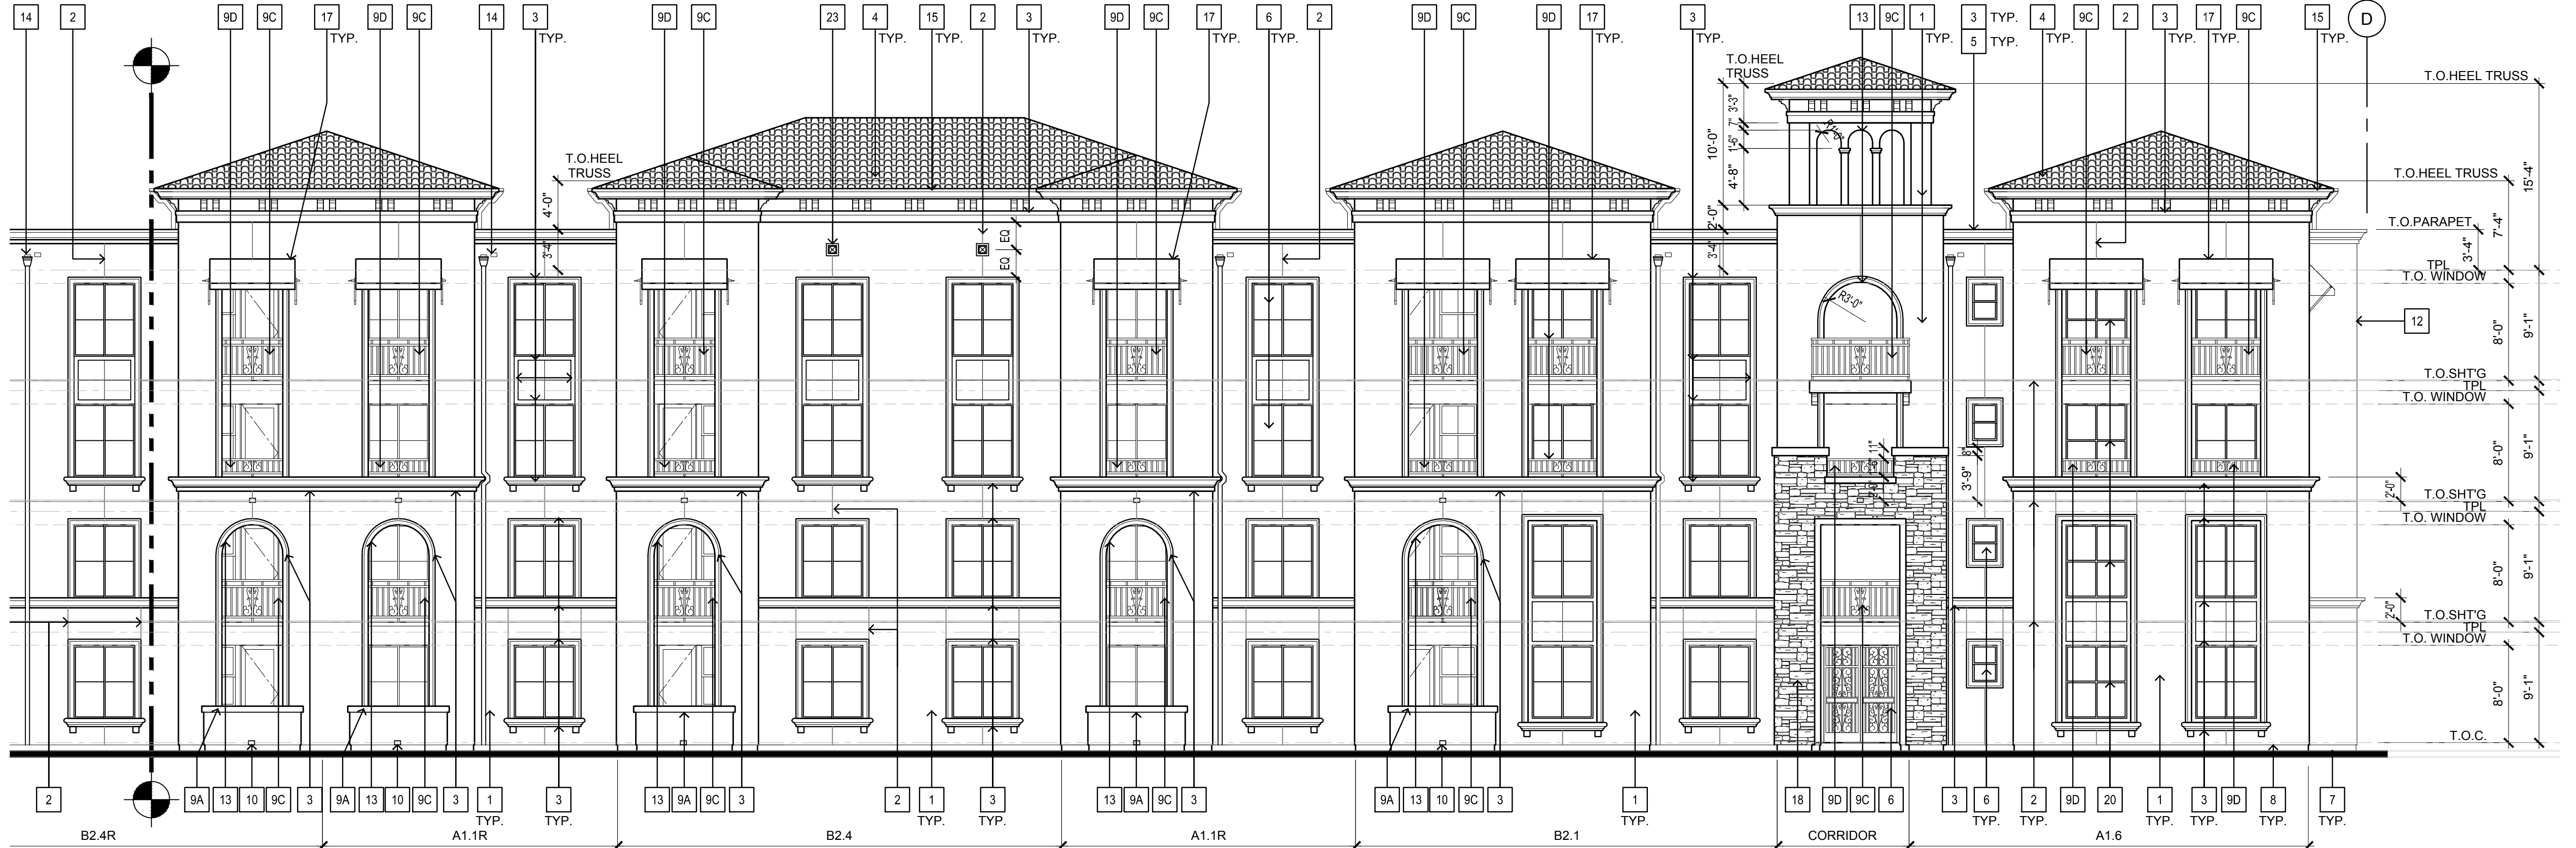 14 2 9D 9C 17 9D 9C 14 3 9D 9C 23 4 15 2 3 9D 9C 17 6 2 9D 9C 9D 17 3 13 9C 1 3 TYP. 4 9C 2 3 17 9C 15 D
TYP. TYP. TYP. TYP. TYP. TYP. TYP. TYP. TYP. TYP. 5 TYP. TYP. TYP. TYP. TYP.
T.O.HEEL
TRUSS
T.O.HEEL TRUSS
3'-3"
7"
R1'-0"
1'-6"
10'-0"
4'-8"
15'-4"
T.O.HEEL
TRUSS
T.O.HEEL TRUSS
4'-0"
2'-0"
T.O.PARAPET
7'-4"
EQ
3'-4"
3'-4"
3'-4"
EQ
TPL
T.O. WINDOW
R3'-0"
12
8'-0"
9'-1"
T.O.SHT'G
TPL
T.O. WINDOW
11"
8"
3'-9"
8'-0"
9'-1"
2'-0"
T.O.SHT'G
TPL
T.O. WINDOW
8'-0"
9'-1"
2'-0"
T.O.SHT'G
TPL
T.O. WINDOW
8'-0"
9'-1"
T.O.C.
2 9A 13 10 9C 3 9A 13 10 9C 3 1 3 13 9A 9C 3 2 1 3 13 9A 9C 3 9A 13 10 9C 3 1 18 9D 9C 6 3 6 2 9D 20 1 3 9D 8 7
TYP. TYP. TYP. TYP. TYP. TYP. TYP. TYP. TYP. TYP. TYP.
B2.4R A1.1R B2.4 A1.1R B2.1 CORRIDOR A1.6